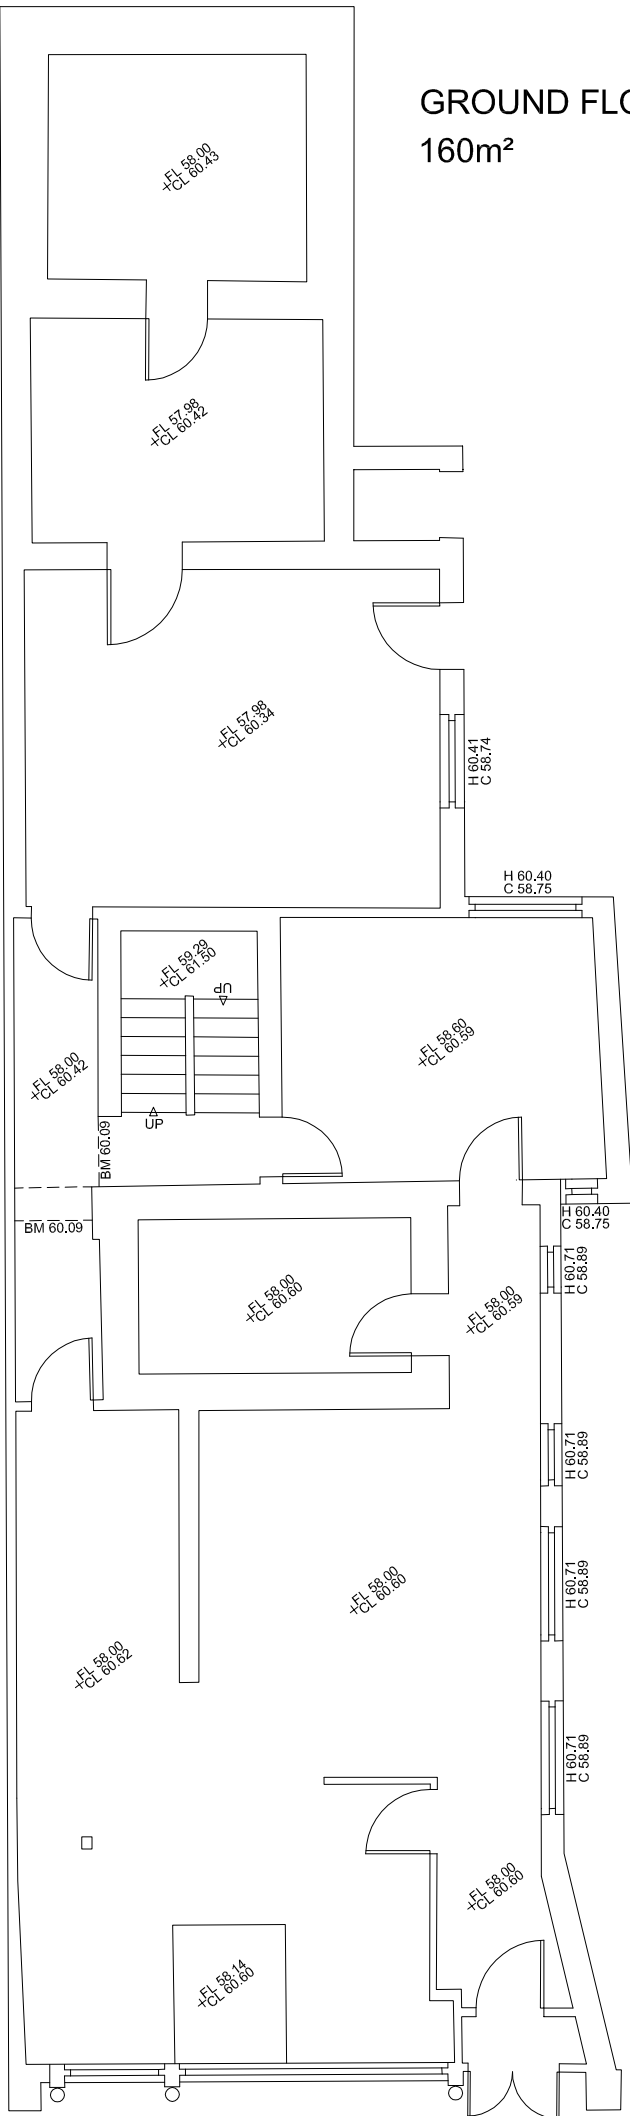 GROUND FLO
160m²
FL 58.00
CL 60.43
FL 57.98
CL 60.42
FL 57.98
CL 60.34
H 60.41
C 58.74
H 60.40
C 58.75
FL 59.29
CL 61.50
UP
UP
FL 58.60
CL 60.59
FL 58.00
CL 60.42
BM 60.09
BM 60.09
H 60.40
C 58.75
FL 58.00
CL 60.60
FL 58.00
CL 60.59
H 60.71
C 58.89
H 60.71
C 58.89
FL 58.00
CL 60.60
H 60.71
C 58.89
FL 58.00
CL 60.62
H 60.71
C 58.89
FL 58.00
CL 60.60
FL 58.14
CL 60.60